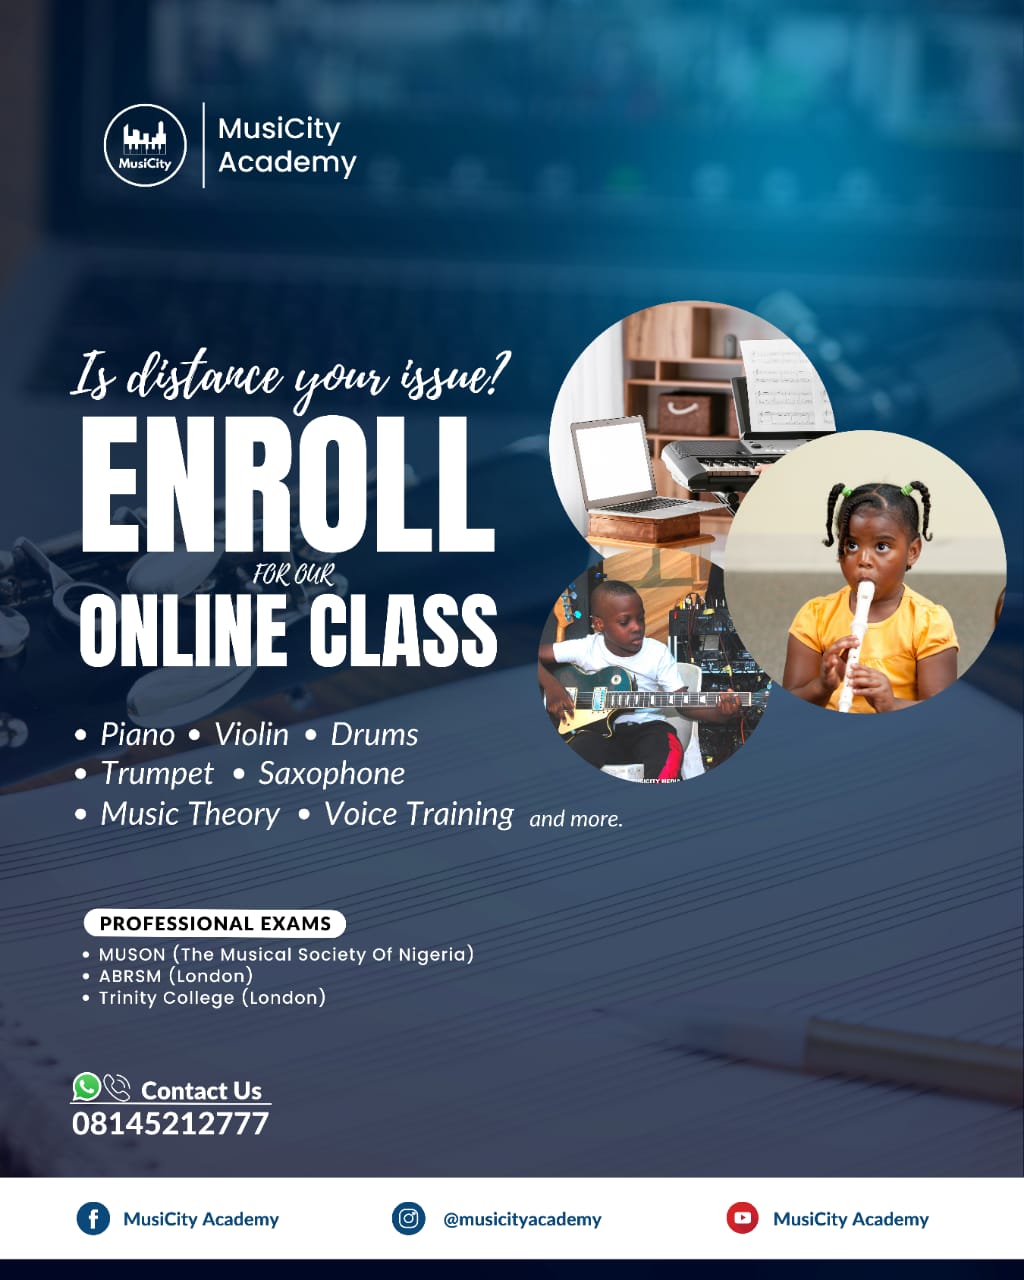 MusiCity
MusiCity
Academy
Is distance your issue?
ENROLL
FOR OUR
ONLINE CLASS
• Piano • Violin • Drums
• Trumpet • Saxophone
• Music Theory • Voice Training and more.
PROFESSIONAL EXAMS
• MUSON (The Musical Society Of Nigeria)
• ABRSM (London)
• Trinity College (London)
Contact Us
08145212777
MusiCity Academy
@musicityacademy
MusiCity Academy